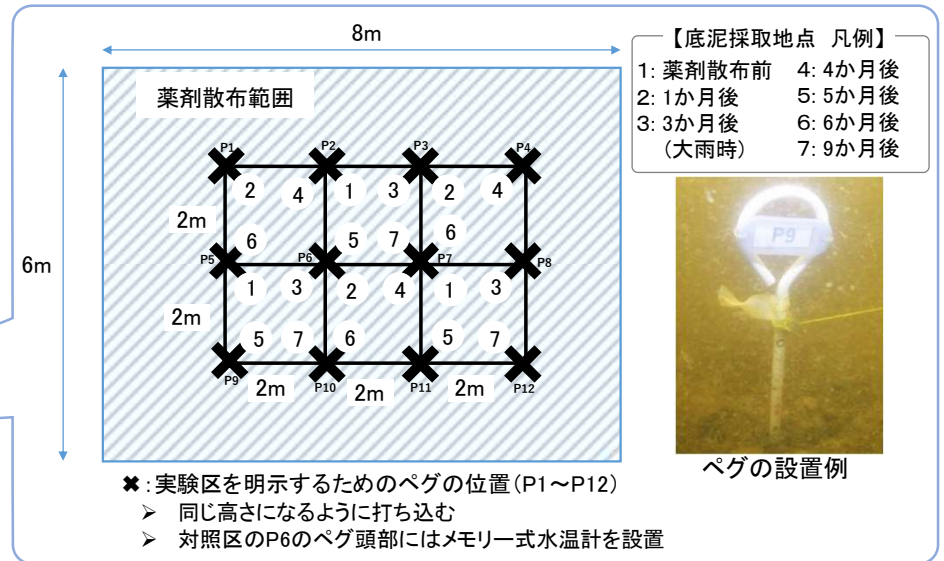 8m
【底泥採取地点 凡例】
1: 薬剤散布前 4: 4か月後
2: 1か月後 5: 5か月後
3: 3か月後 6: 6か月後
(大雨時) 7: 9か月後
薬剤散布範囲
P1 P2 P3 P4
2 4 1 3 2 4
2m
6 5 7 6
6m
P5 P6 P7 P8
1 3 2 4 1 3
2m
5 7 6 5 7
P9 2m P10 2m P11 2m P12
P9
ペグの設置例
✖:実験区を明示するためのペグの位置(P1~P12)
➢ 同じ高さになるように打ち込む
➢ 対照区のP6のペグ頭部にはメモリー式水温計を設置